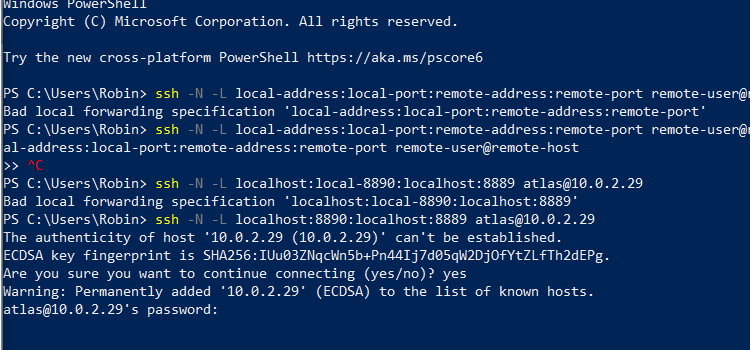 Windows PowerShell
Copyright (C) Microsoft Corporation. All rights reserved.
Try the new cross-platform PowerShell https://aka.ms/pscore6
PS C:\Users\Robin> ssh -N -L local-address:local-port:remote-address:remote-port remote-user@r
Bad local forwarding specification 'local-address:local-port:remote-address:remote-port'
PS C:\Users\Robin> ssh -N -L local-address:local-port:remote-address:remote-port remote-user@r
al-address:local-port:remote-address:remote-port remote-user@remote-host
>> ^C
PS C:\Users\Robin> ssh -N -L localhost:local-8890:localhost:8889 atlas@10.0.2.29
Bad local forwarding specification 'localhost:local-8890:localhost:8889'
PS C:\Users\Robin> ssh -N -L localhost:8890:localhost:8889 atlas@10.0.2.29
The authenticity of host '10.0.2.29 (10.0.2.29)' can't be established.
ECDSA key fingerprint is SHA256:IUu03ZNqcWn5b+Pn44Ij7d05qW2DjOfYtZLfTh2dEPg.
Are you sure you want to continue connecting (yes/no)? yes
Warning: Permanently added '10.0.2.29' (ECDSA) to the list of known hosts.
atlas@10.0.2.29's password: